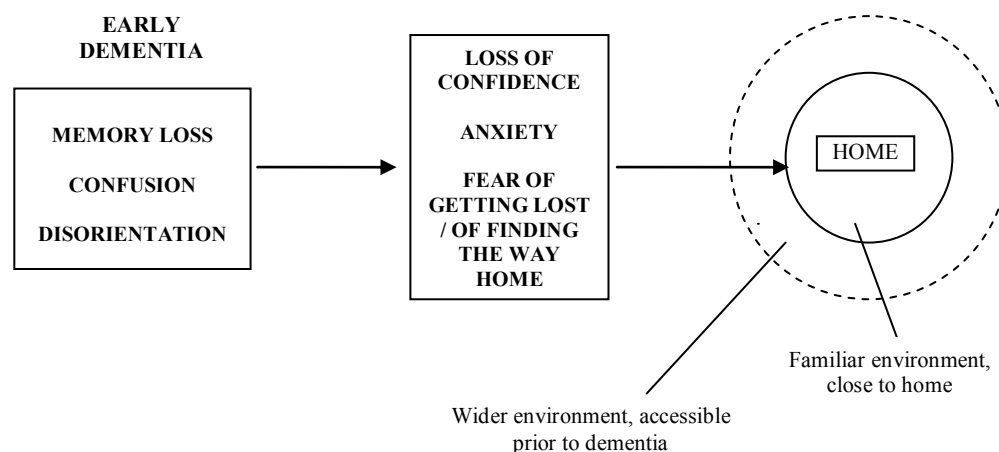 EARLY
DEMENTIA
MEMORY LOSS
CONFUSION
DISORIENTATION
LOSS OF
CONFIDENCE
ANXIETY
FEAR OF
GETTING LOST
/ OF FINDING
THE WAY
HOME
HOME
Familiar environment,
close to home
Wider environment, accessible
prior to dementia